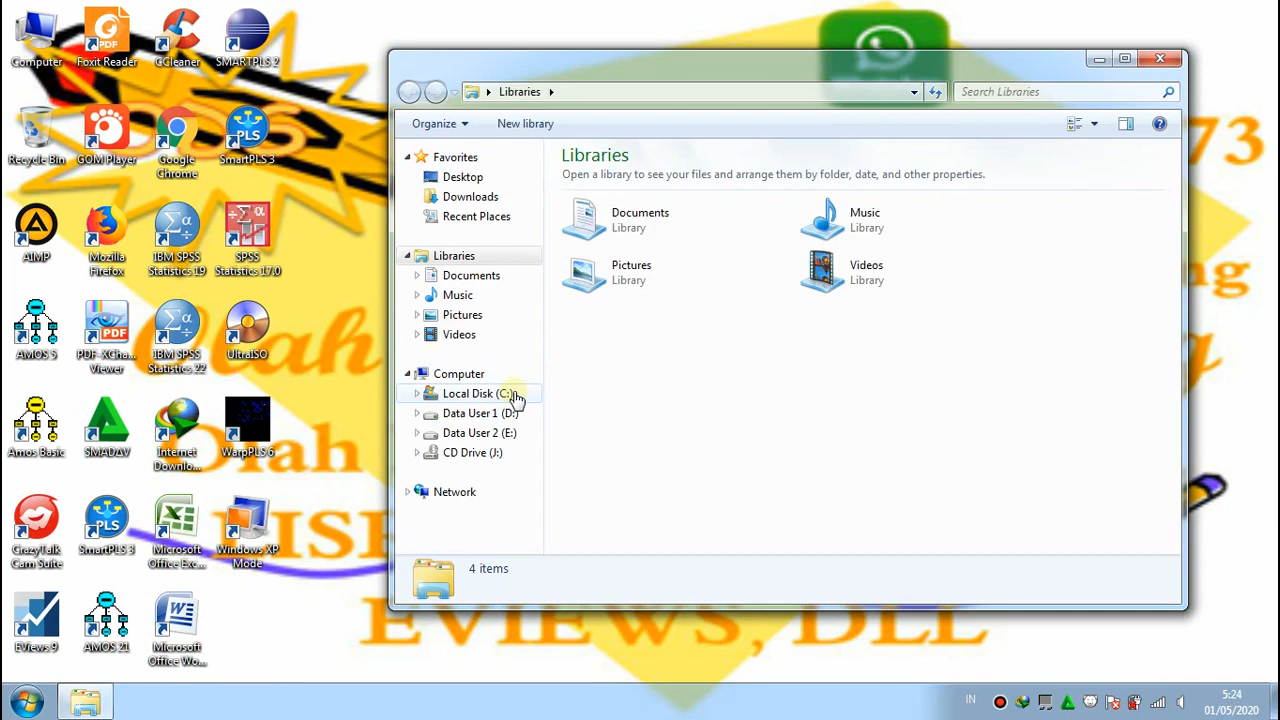 Computer
Foxit Reader
CCleaner
SMARTPLS 2
Recycle Bin
GOM Player
Google
Chrome
SmartPLS 3
AIMP
Mozilla
Firefox
IBM SPSS
Statistics 19
SPSS
Statistics 17.0
AMOS 5
PDF-XCha...
Viewer
IBM SPSS
Statistics 22
UltraISO
Amos Basic
SMADΔV
Internet
Downlo...
WarpPLS 6
CrazyTalk
Cam Suite
SmartPLS 3
Microsoft
Office Exc...
Windows XP
Mode
EViews 9
AMOS 21
Microsoft
Office Wo...
Libraries
Search Libraries
Organize
New library
Favorites
Desktop
Downloads
Recent Places
Libraries
Documents
Music
Pictures
Videos
Computer
Local Disk (C:)
Data User 1 (D:)
Data User 2 (E:)
CD Drive (J:)
Network
Libraries
Open a library to see your files and arrange them by folder, date, and other properties.
Documents
Library
Music
Library
Pictures
Library
Videos
Library
4 items
73
Olah
Olah
EVIEWS, DLL
IN
5:24
01/05/2020